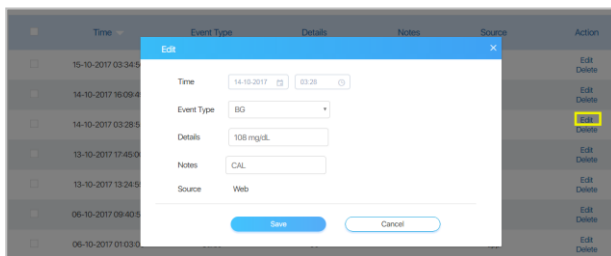 Time Event Type Details Notes Source Action
Edit ×
15-10-2017 03:34:5 Edit
Delete
Time 14-10-2017 03:28
14-10-2017 16:09:4 Edit
Delete
Event Type BG
14-10-2017 03:28:5 Edit
Delete
Details 108 mg/dL
13-10-2017 17:45:0 Edit
Delete
Notes CAL
13-10-2017 13:24:5 Edit
Delete
Source Web
06-10-2017 09:40:5 Edit
Delete
Save Cancel
06-10-2017 01:03:0 Edit
Delete